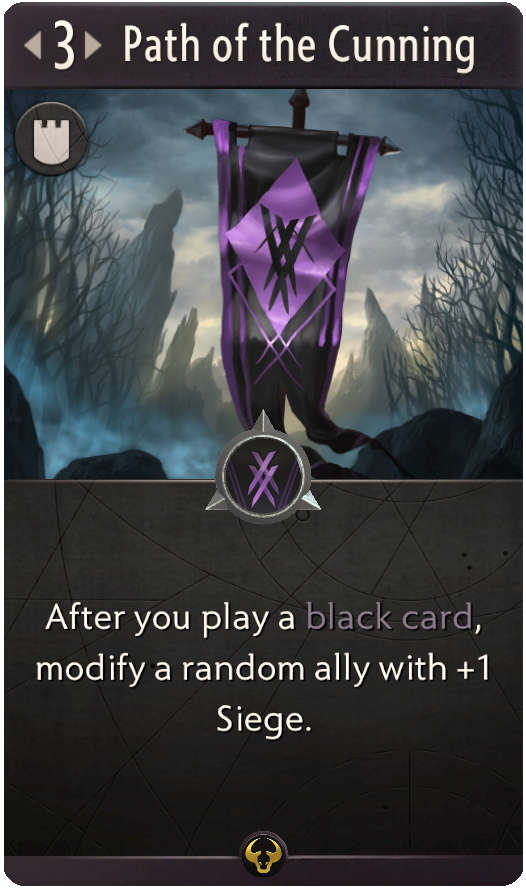 3 Path of the Cunning
After you play a black card,
modify a random ally with +1
Siege.